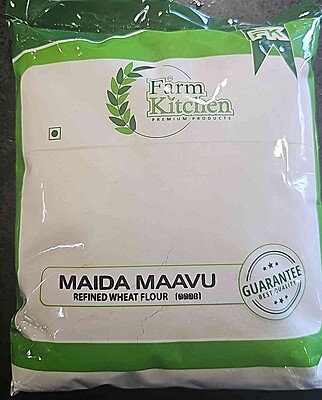 FK
Farm
Kitchen
PREMIUM PRODUCTS
MAIDA MAAVU
REFINED WHEAT FLOUR
GUARANTEE
BEST QUALITY